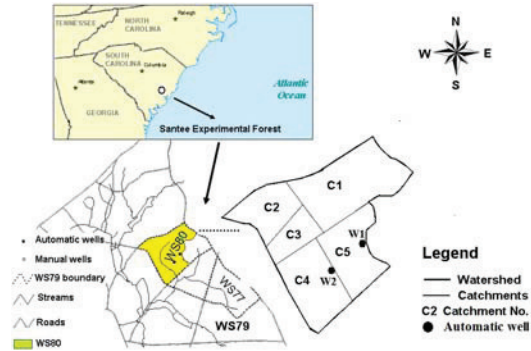 TENNESSEE
NORTH
CAROLINA
Raleigh
SOUTH
CAROLINA
Columbia
Atlanta
GEORGIA
Atlantic
Ocean
Santee Experimental Forest
N
W
E
S
C1
C2
C3
C4
C5
W1
W2
WS80
WS77
WS79
Automatic wells
Manual wells
WS79 boundary
Streams
Roads
WS80
Legend
Watershed
Catchments
C2 Catchment No.
Automatic well